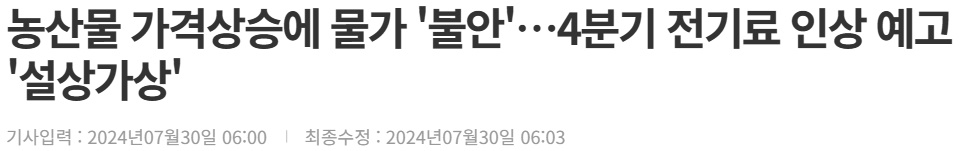 농산물 가격상승에 물가 '불안'…4분기 전기료 인상 예고
'설상가상'
기사입력 : 2024년07월30일 06:00 | 최종수정 : 2024년07월30일 06:03